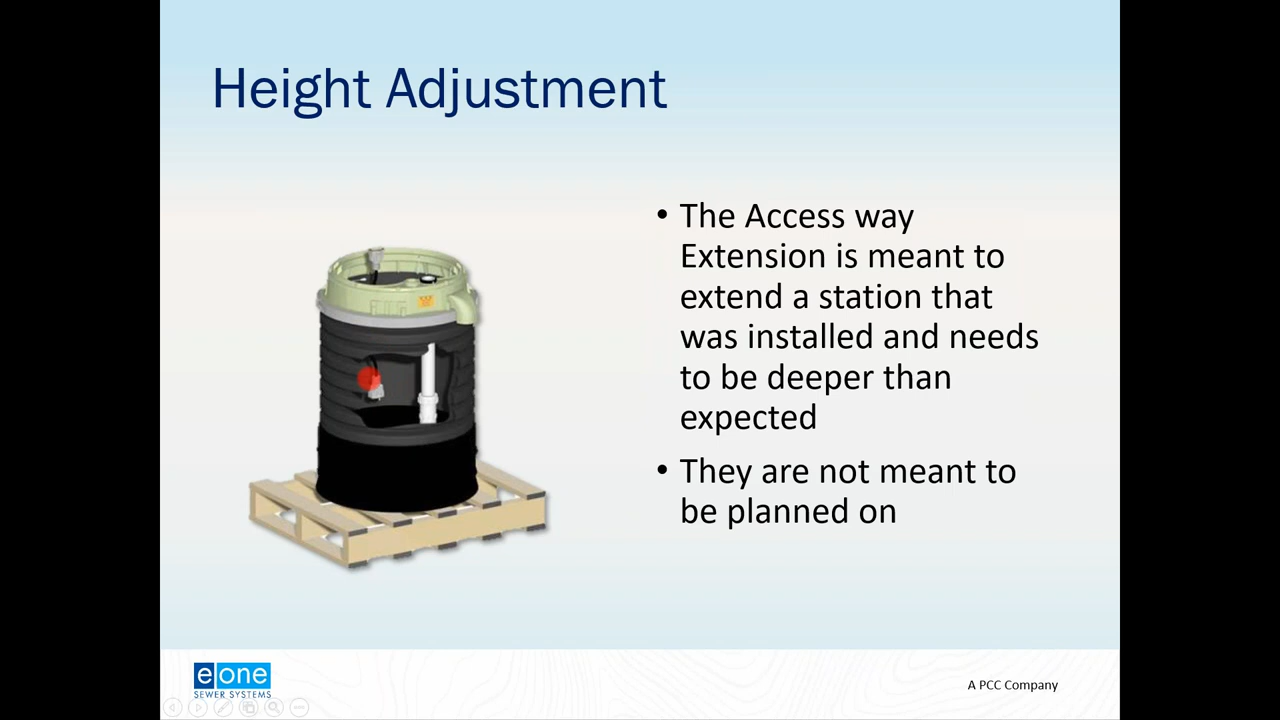 Height Adjustment
• The Access way
Extension is meant to
extend a station that
was installed and needs
to be deeper than
expected
• They are not meant to
be planned on
e one
SEWER SYSTEMS
A PCC Company